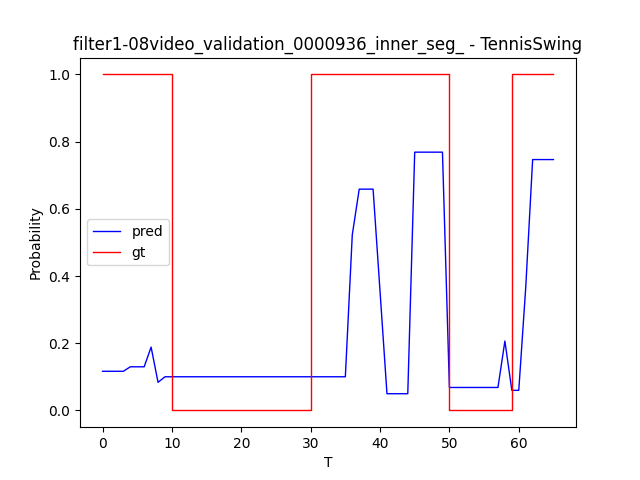 filter1-08video_validation_0000936_inner_seg_ - TennisSwing
1.0
0.8
0.6
0.4
0.2
0.0
Probability
pred
gt
0 10 20 30 40 50 60
T